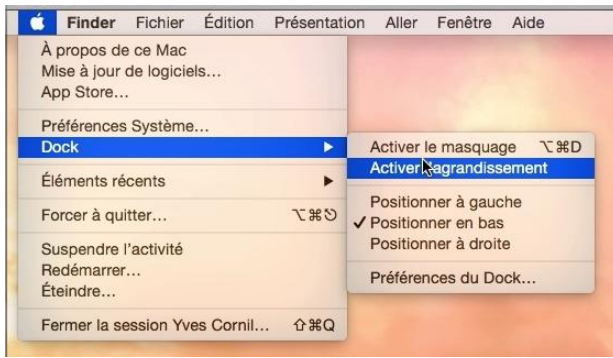 Finder Fichier Édition Présentation Aller Fenêtre Aide
À propos de ce Mac
Mise à jour de logiciels…
App Store…
Préférences Système…
Dock
Éléments récents
Forcer à quitter… ⌥⌘⎋
Suspendre l’activité
Redémarrer…
Éteindre…
Fermer la session Yves Cornil… ⇧⌘Q
Activer le masquage ⌥⌘D
Activer l’agrandissement
Positionner à gauche
✓ Positionner en bas
Positionner à droite
Préférences du Dock…